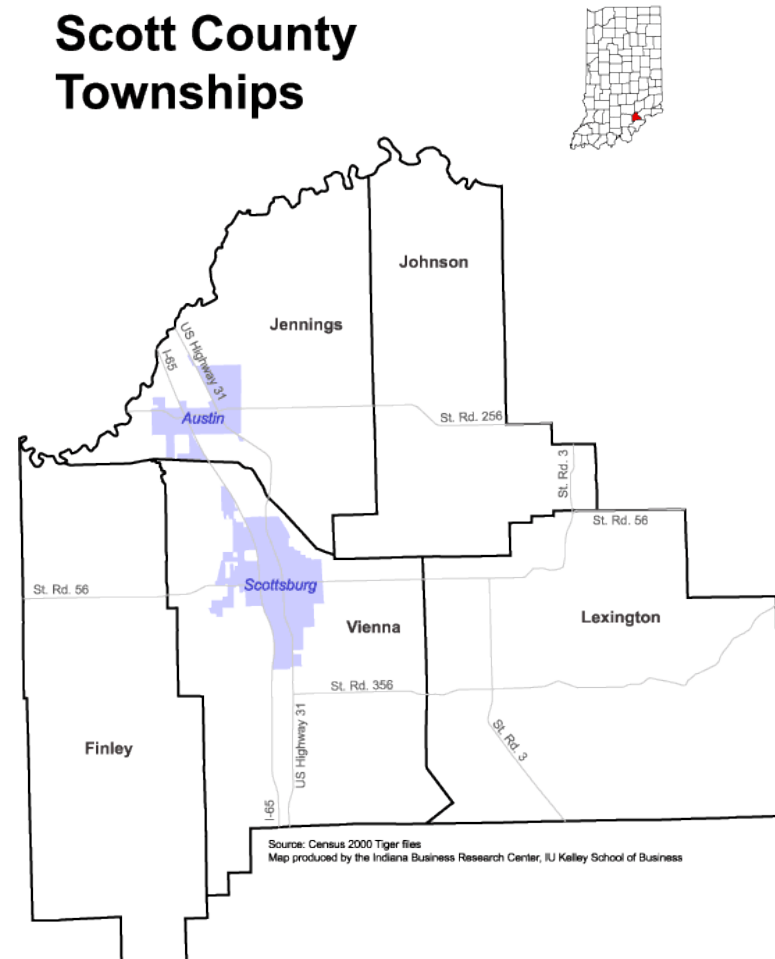 Scott County
Townships
Johnson
Jennings
US Highway 31
I-65
Austin
St. Rd. 256
St. Rd. 3
St. Rd. 56
St. Rd. 56
Scottsburg
Vienna
Lexington
St. Rd. 356
Finley
US Highway 31
St. Rd. 3
I-65
Source: Census 2000 Tiger files
Map produced by the Indiana Business Research Center, IU Kelley School of Business